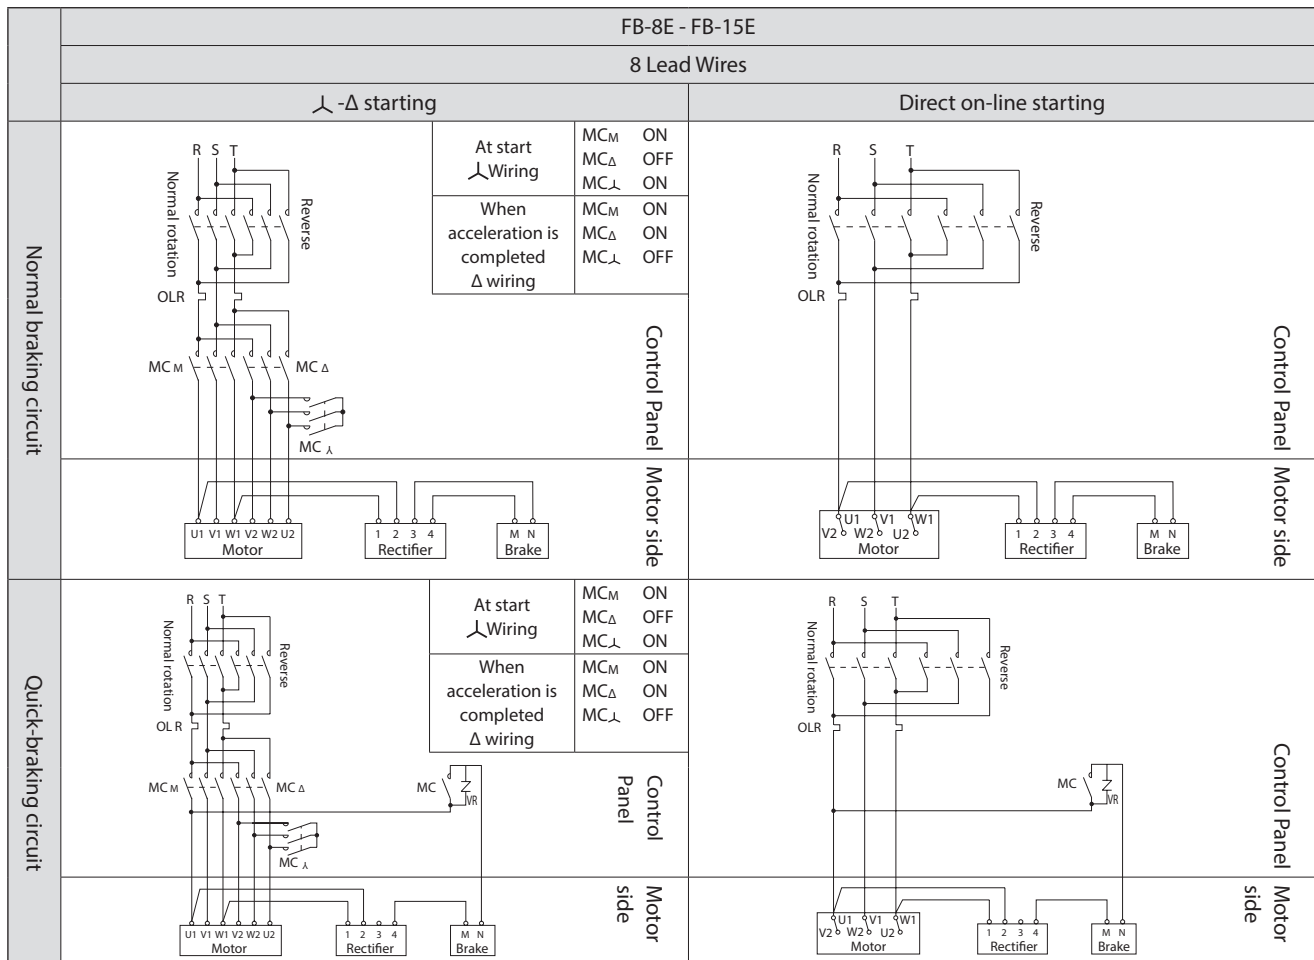 FB-8E - FB-15E
8 Lead Wires
⅄ -Δ starting
Direct on-line starting
Normal braking circuit
R S T
Normal rotation
Reverse
OLR
MC M
MC Δ
MC ⅄
At start
⅄ Wiring
MCM ON
MCΔ OFF
MC⅄ ON
When
acceleration is
completed
Δ wiring
MCM ON
MCΔ ON
MC⅄ OFF
Control Panel
Motor side
U1 V1 W1 V2 W2 U2
Motor
1 2 3 4
Rectifier
M N
Brake
R S T
Normal rotation
Reverse
OLR
Control Panel
Motor side
U1 V1 W1
V2 W2 U2
Motor
1 2 3 4
Rectifier
M N
Brake
Quick-braking circuit
R S T
Normal rotation
Reverse
OLR
MC M
MC Δ
MC ⅄
At start
⅄ Wiring
MCM ON
MCΔ OFF
MC⅄ ON
When
acceleration is
completed
Δ wiring
MCM ON
MCΔ ON
MC⅄ OFF
MC
VR
Control
Panel
Motor
side
U1 V1 W1 V2 W2 U2
Motor
1 2 3 4
Rectifier
M N
Brake
R S T
Normal rotation
Reverse
OLR
MC
VR
Control Panel
Motor
side
U1 V1 W1
V2 W2 U2
Motor
1 2 3 4
Rectifier
M N
Brake